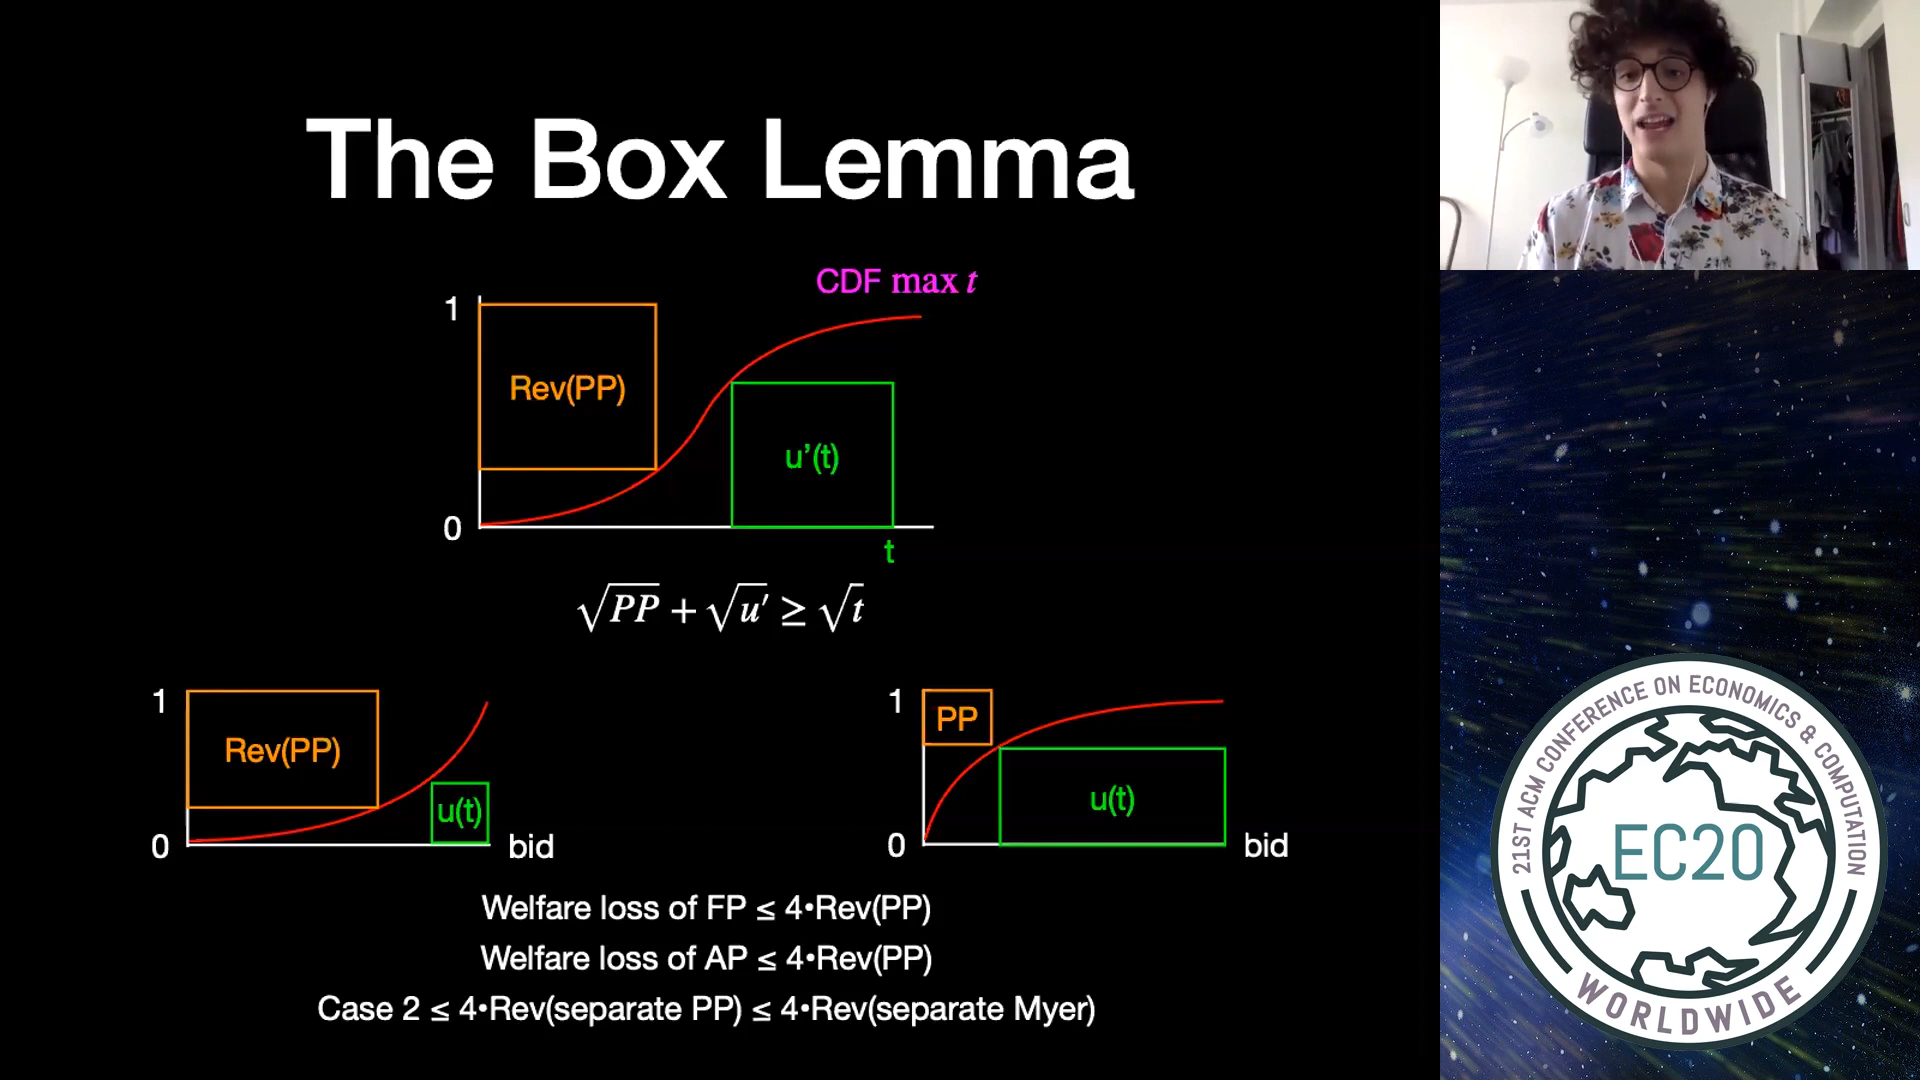 The Box Lemma
CDF max t
1
Rev(PP)
u’(t)
0
t
√PP + √u′ ≥ √t
1
Rev(PP)
u(t)
0
bid
1
PP
u(t)
0
bid
Welfare loss of FP ≤ 4•Rev(PP)
Welfare loss of AP ≤ 4•Rev(PP)
Case 2 ≤ 4•Rev(separate PP) ≤ 4•Rev(separate Myer)
21ST ACM CONFERENCE ON ECONOMICS & COMPUTATION
EC20
WORLDWIDE